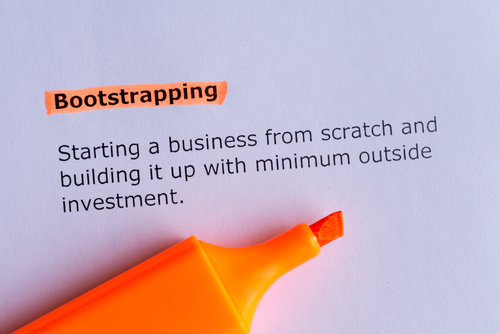 Bootstrapping
Starting a business from scratch and
building it up with minimum outside
investment.